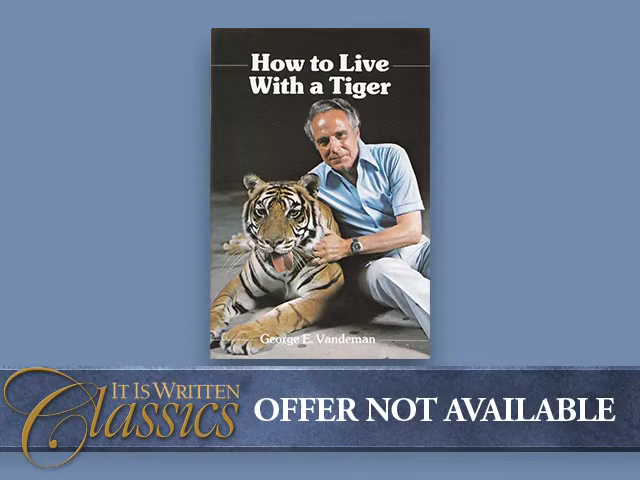 How to Live
With a Tiger
George E. Vandeman
IT IS WRITTEN
Classics
OFFER NOT AVAILABLE